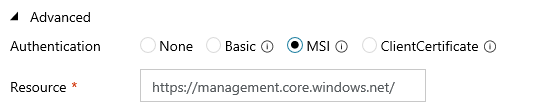 Advanced
Authentication None Basic MSI ClientCertificate
Resource * https://management.core.windows.net/